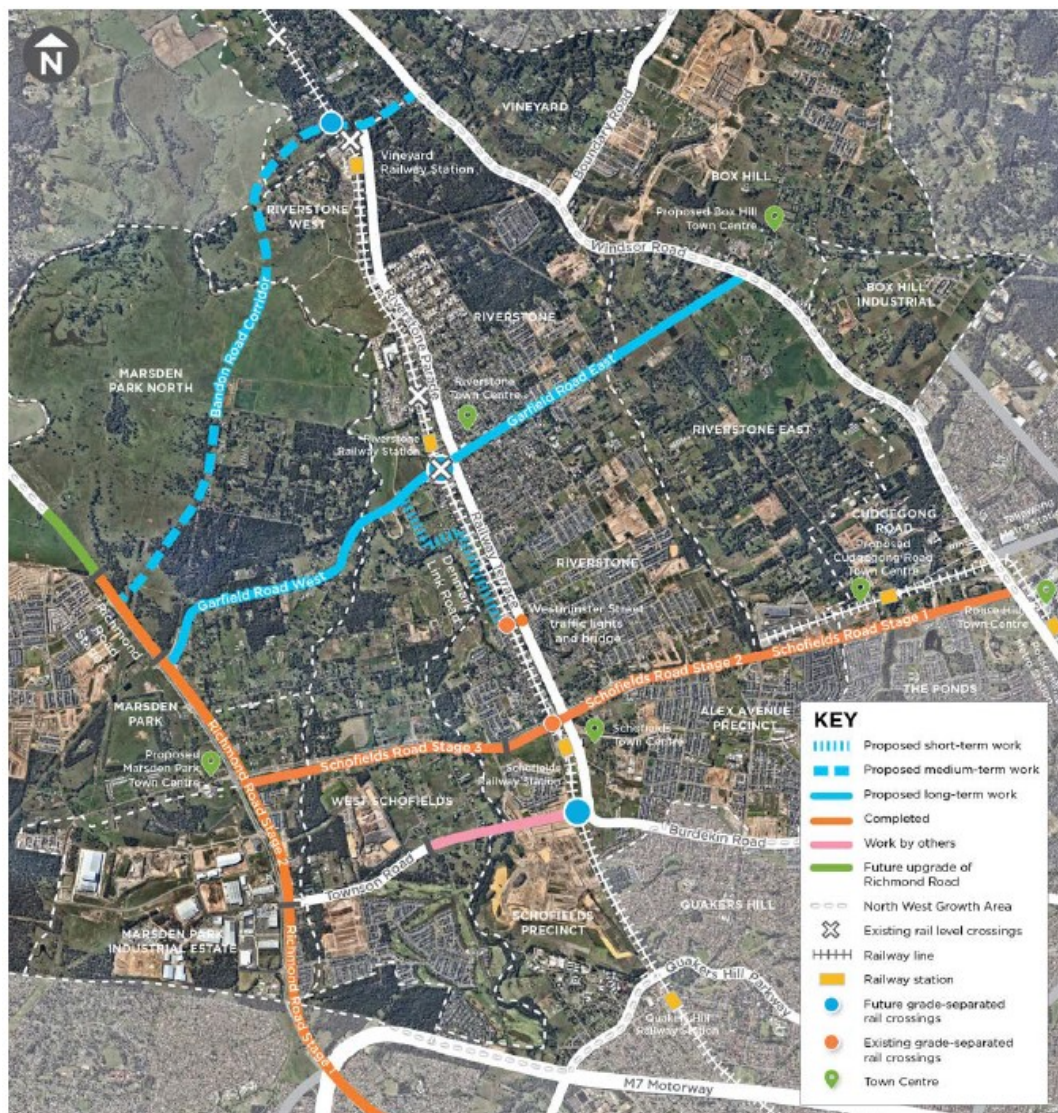 N
VINEYARD
Boundary Road
Vineyard
Railway Station
BOX HILL
Proposed Box Hill
Town Centre
RIVERSTONE
WEST
Windsor Road
BOX HILL
INDUSTRIAL
Bandon Road Corridor
Riverstone Parade
RIVERSTONE
MARSDEN
PARK NORTH
Riverstone
Town Centre
Garfield Road East
Riverstone
Railway Station
RIVERSTONE EAST
CUDGEGONG
ROAD
Proposed
Cudgegong Road
Town Centre
Railway Terrace
Garfield Road West
Denmark
Link Road
RIVERSTONE
Westminster Street
traffic lights
and bridge
Rouse Hill
Town Centre
Schofields Road Stage 1
Schofields Road Stage 2
Richmond
Road
Stage 3
MARSDEN
PARK
THE PONDS
ALEX AVENUE
PRECINCT
Schofields
Town Centre
Schofields Road Stage 3
Proposed
Marsden Park
Town Centre
Richmond Road Stage 2
Schofields
Railway Station
WEST SCHOFIELDS
Burdekin Road
Townson Road
QUAKERS HILL
SCHOFIELDS
PRECINCT
MARSDEN PARK
INDUSTRIAL ESTATE
Richmond Road Stage 1
Quakers Hill Parkway
Quakers Hill
Railway Station
M7 Motorway
KEY
Proposed short-term work
Proposed medium-term work
Proposed long-term work
Completed
Work by others
Future upgrade of
Richmond Road
North West Growth Area
Existing rail level crossings
Railway line
Railway station
Future grade-separated
rail crossings
Existing grade-separated
rail crossings
Town Centre